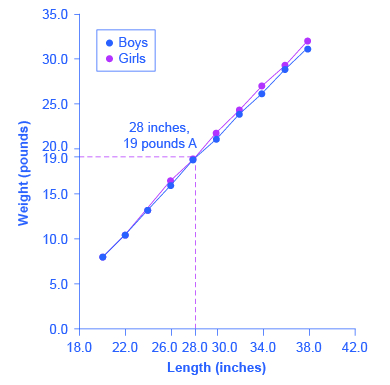 35.0
Boys
Girls
30.0
25.0
28 inches,
19 pounds A
20.0
19.0
15.0
10.0
5.0
0.0
18.0 22.0 26.0 28.0 30.0 34.0 38.0 42.0
Weight (pounds)
Length (inches)